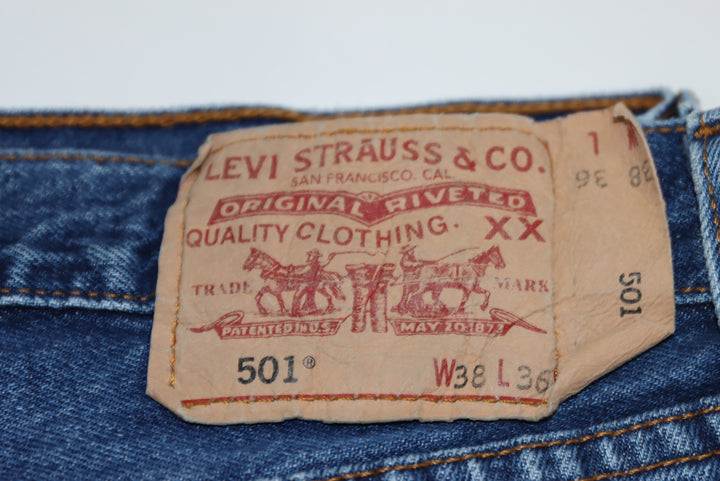 LEVI STRAUSS & CO.
SAN FRANCISCO. CAL.
ORIGINAL RIVETED
QUALITY CLOTHING. XX
TRADE MARK
PATENTED IN U.S. MAY 20 1873
501® W38 L36
38
36
501